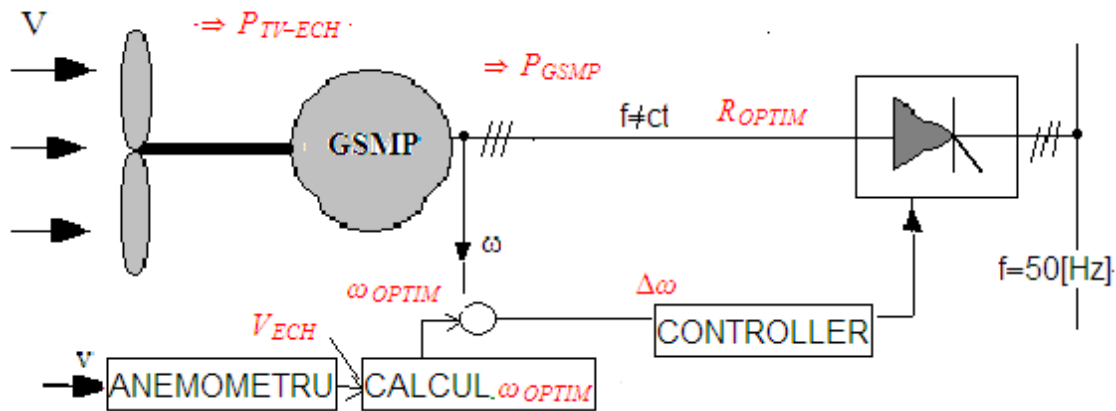 V
⇒ P_TV-ECH
⇒ P_GSMP
GSMP
f≠ct
R_OPTIM
ω
f=50[Hz]
ω_OPTIM
Δω
V_ECH
CONTROLLER
v
ANEMOMETRU
CALCUL ω_OPTIM